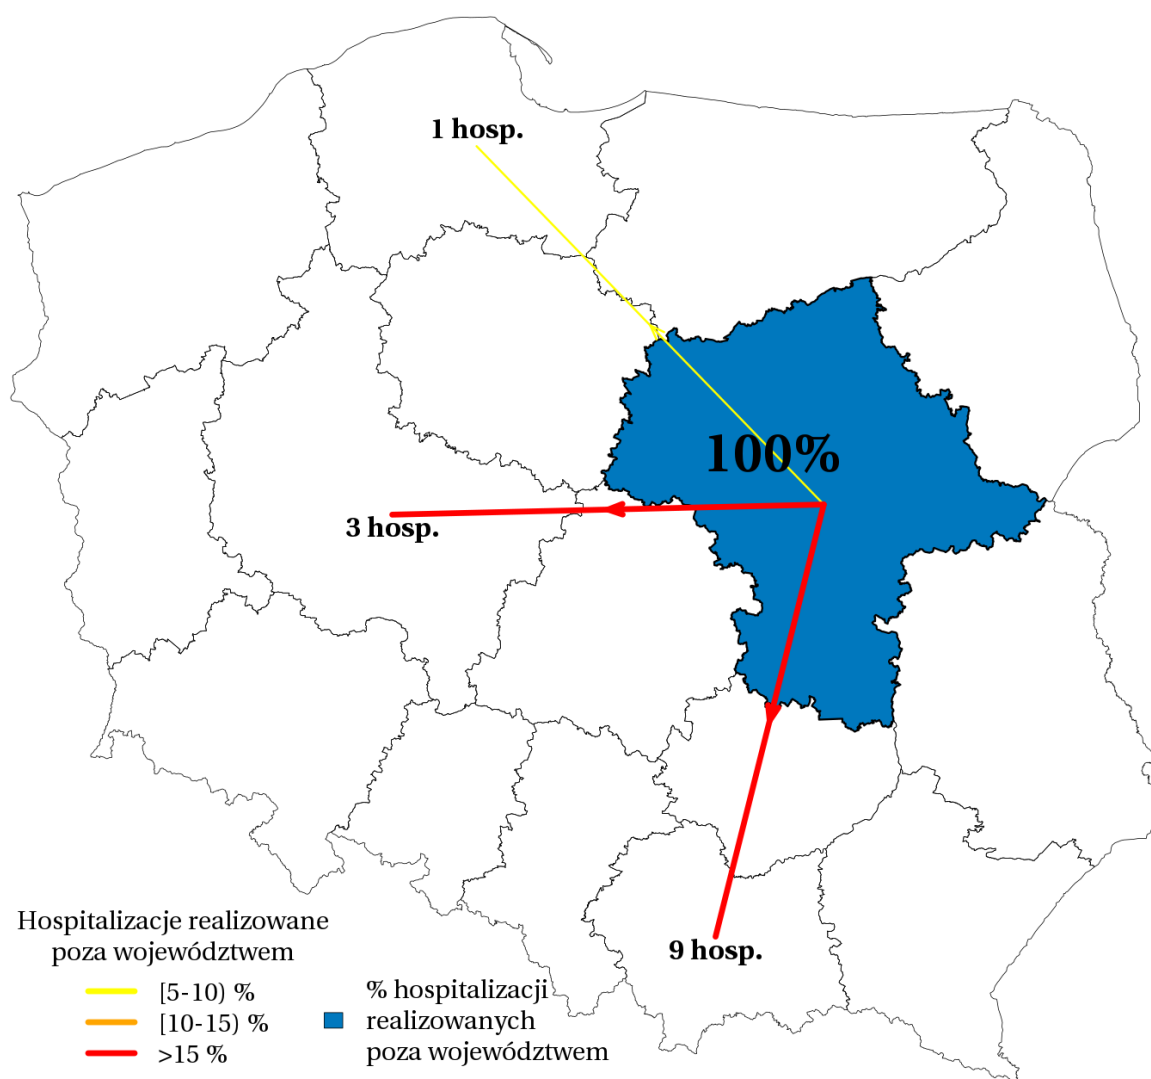 1 hosp.
100%
3 hosp.
9 hosp.
Hospitalizacje realizowane
poza województwem
[5-10) %
[10-15) %
>15 %
% hospitalizacji
realizowanych
poza województwem